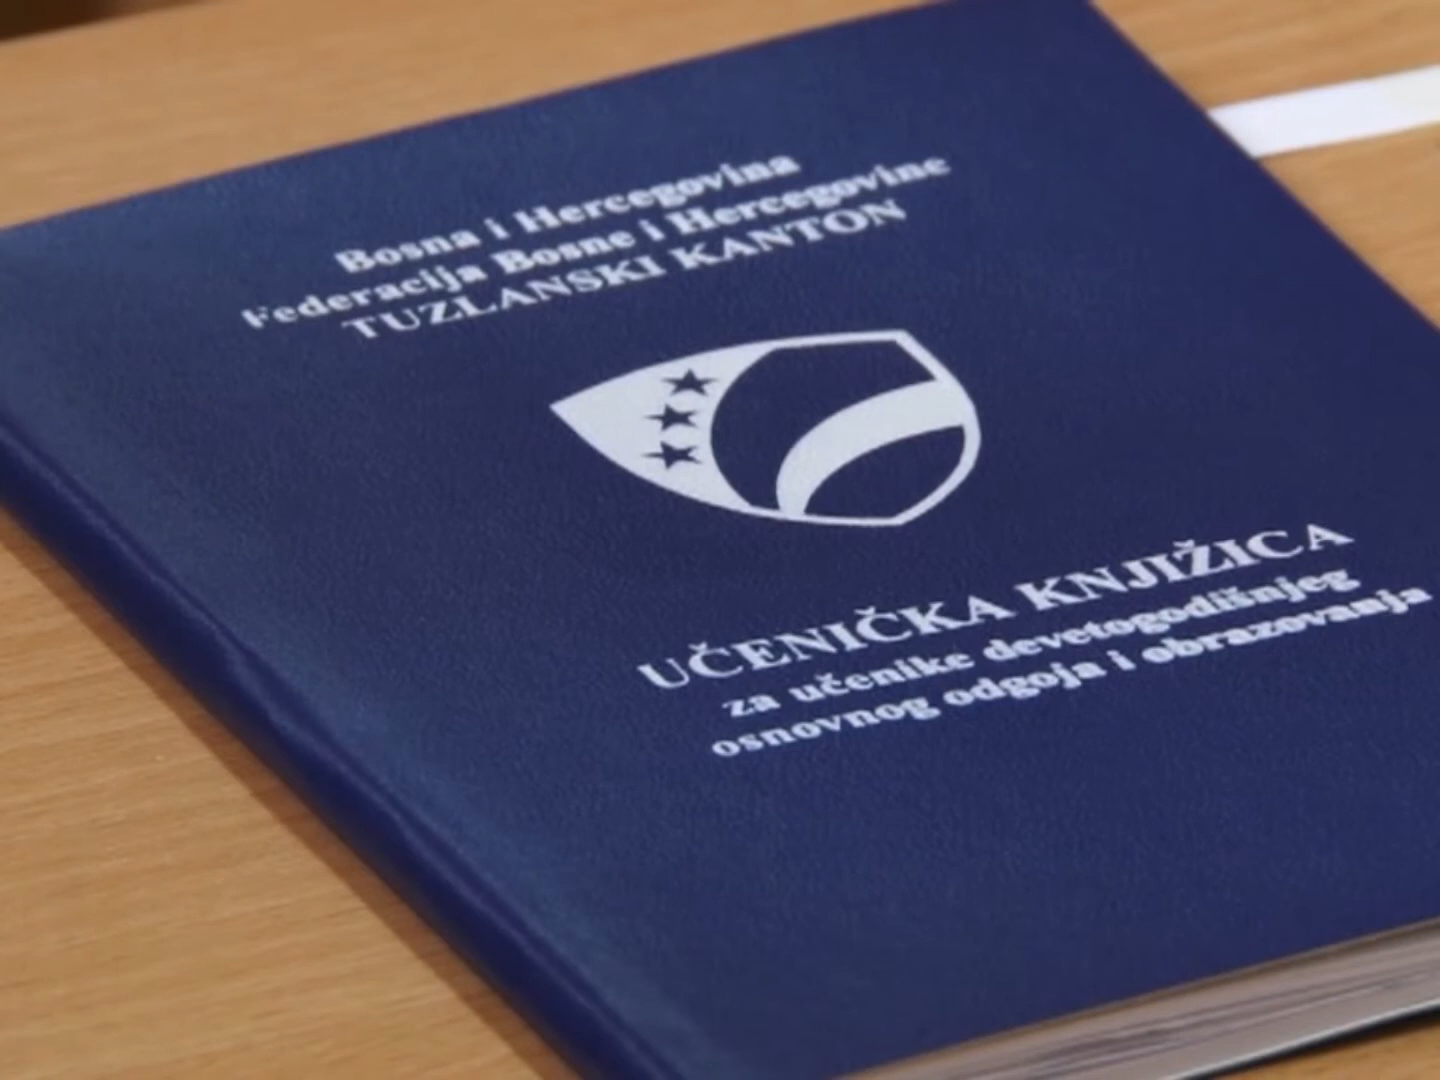 Bosna i Hercegovina
Federacija Bosne i Hercegovine
TUZLANSKI KANTON
UČENIČKA KNJIŽICA
za učenike devetogodišnjeg
osnovnog odgoja i obrazovanja